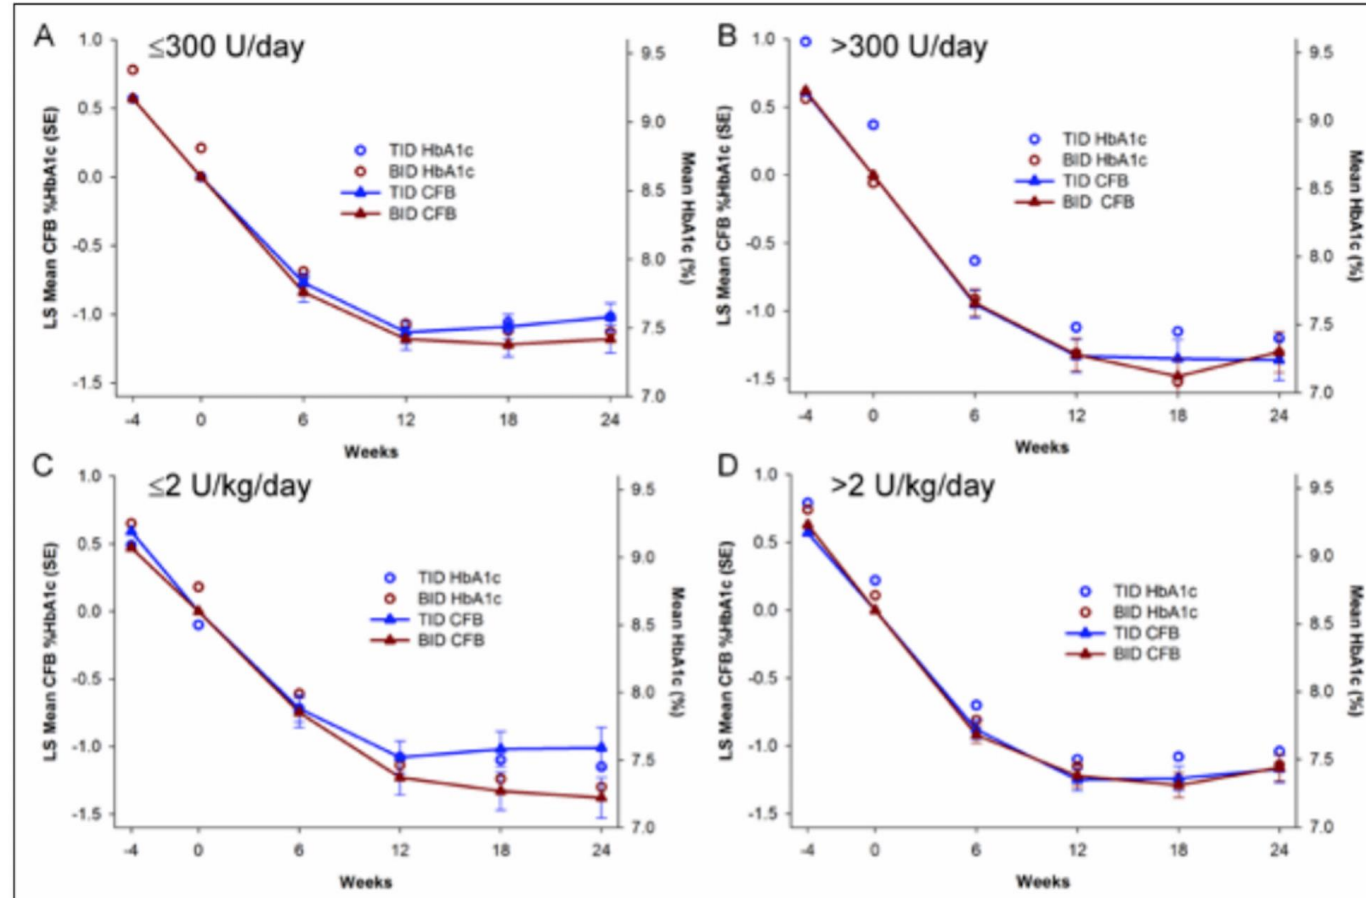 A
≤300 U/day
1.0
0.5
0.0
-0.5
-1.0
-1.5
LS Mean CFB %HbA1c (SE)
TID HbA1c
BID HbA1c
TID CFB
BID CFB
9.5
9.0
8.5
8.0
7.5
7.0
Mean HbA1c (%)
-4 0 6 12 18 24
Weeks
B
>300 U/day
1.0
0.5
0.0
-0.5
-1.0
-1.5
LS Mean CFB %HbA1c (SE)
TID HbA1c
BID HbA1c
TID CFB
BID CFB
9.5
9.0
8.5
8.0
7.5
7.0
Mean HbA1c (%)
-4 0 6 12 18 24
Weeks
C
≤2 U/kg/day
1.0
0.5
0.0
-0.5
-1.0
-1.5
LS Mean CFB %HbA1c (SE)
TID HbA1c
BID HbA1c
TID CFB
BID CFB
9.5
9.0
8.5
8.0
7.5
7.0
Mean HbA1c (%)
-4 0 6 12 18 24
Weeks
D
>2 U/kg/day
1.0
0.5
0.0
-0.5
-1.0
-1.5
LS Mean CFB %HbA1c (SE)
TID HbA1c
BID HbA1c
TID CFB
BID CFB
9.5
9.0
8.5
8.0
7.5
7.0
Mean HbA1c (%)
-4 0 6 12 18 24
Weeks